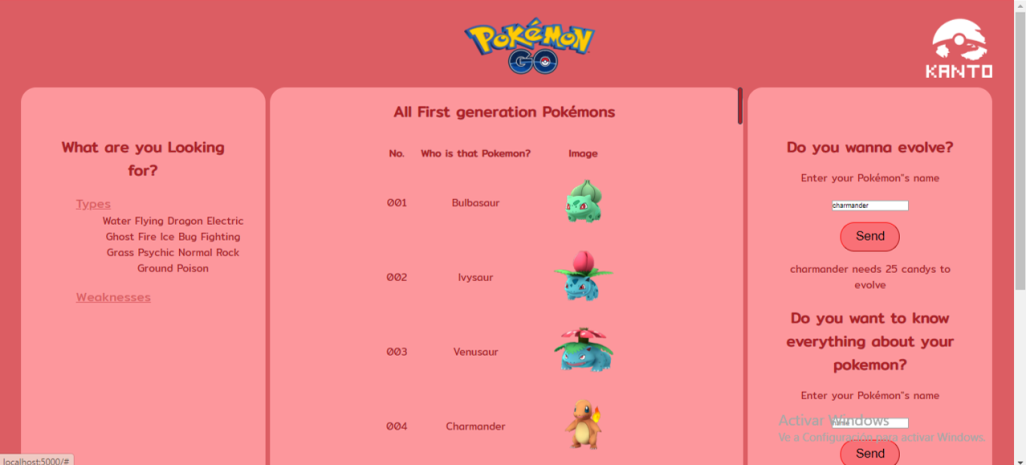 POKÉMON
GO
KANTO
What are you Looking
for?
Types
Water Flying Dragon Electric
Ghost Fire Ice Bug Fighting
Grass Psychic Normal Rock
Ground Poison
Weaknesses
All First generation Pokémons
No. Who is that Pokemon? Image
001 Bulbasaur
002 Ivysaur
003 Venusaur
004 Charmander
Do you wanna evolve?
Enter your Pokémon"s name
charmander
Send
charmander needs 25 candys to
evolve
Do you want to know
everything about your
pokemon?
Enter your Pokémon"s name
Activar Windows
Ve a Configuración para activar Windows.
Send
localhost:5000/#